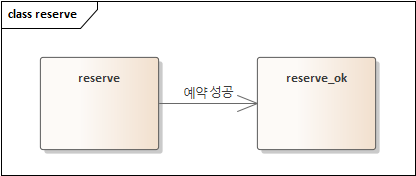 class reserve
reserve
예약 성공
reserve_ok